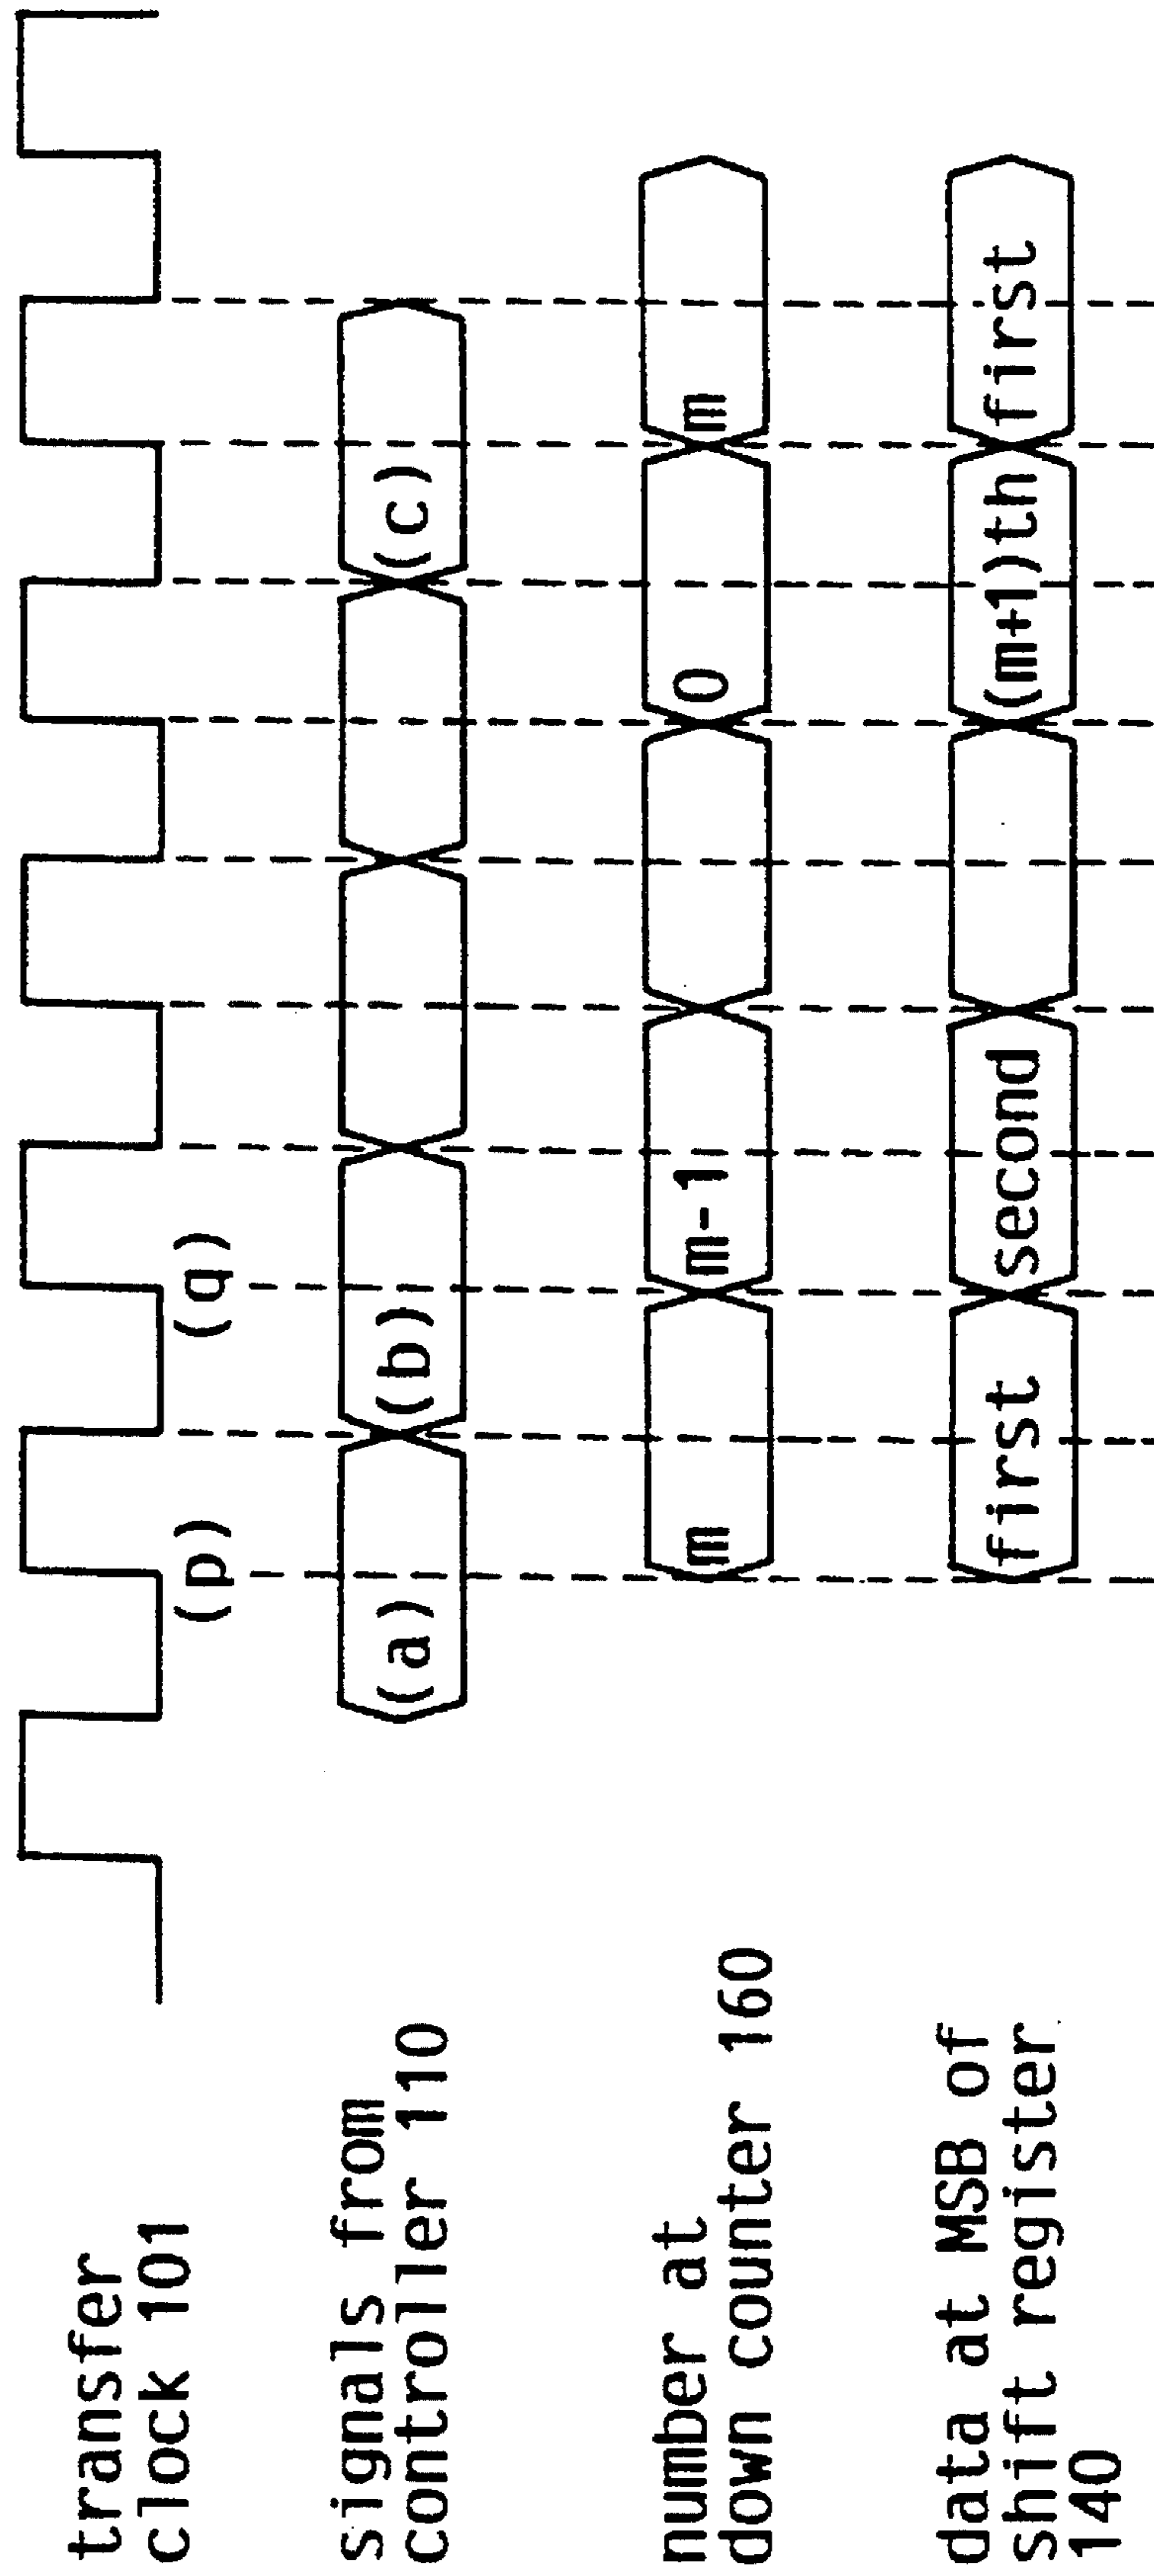 transfer
clock 101
(p)
(q)
signals from
controller 110
(a)
(b)
(c)
number at
down counter 160
m
m-1
0
m
data at MSB of
shift register
140
first
second
(m+1)th
first